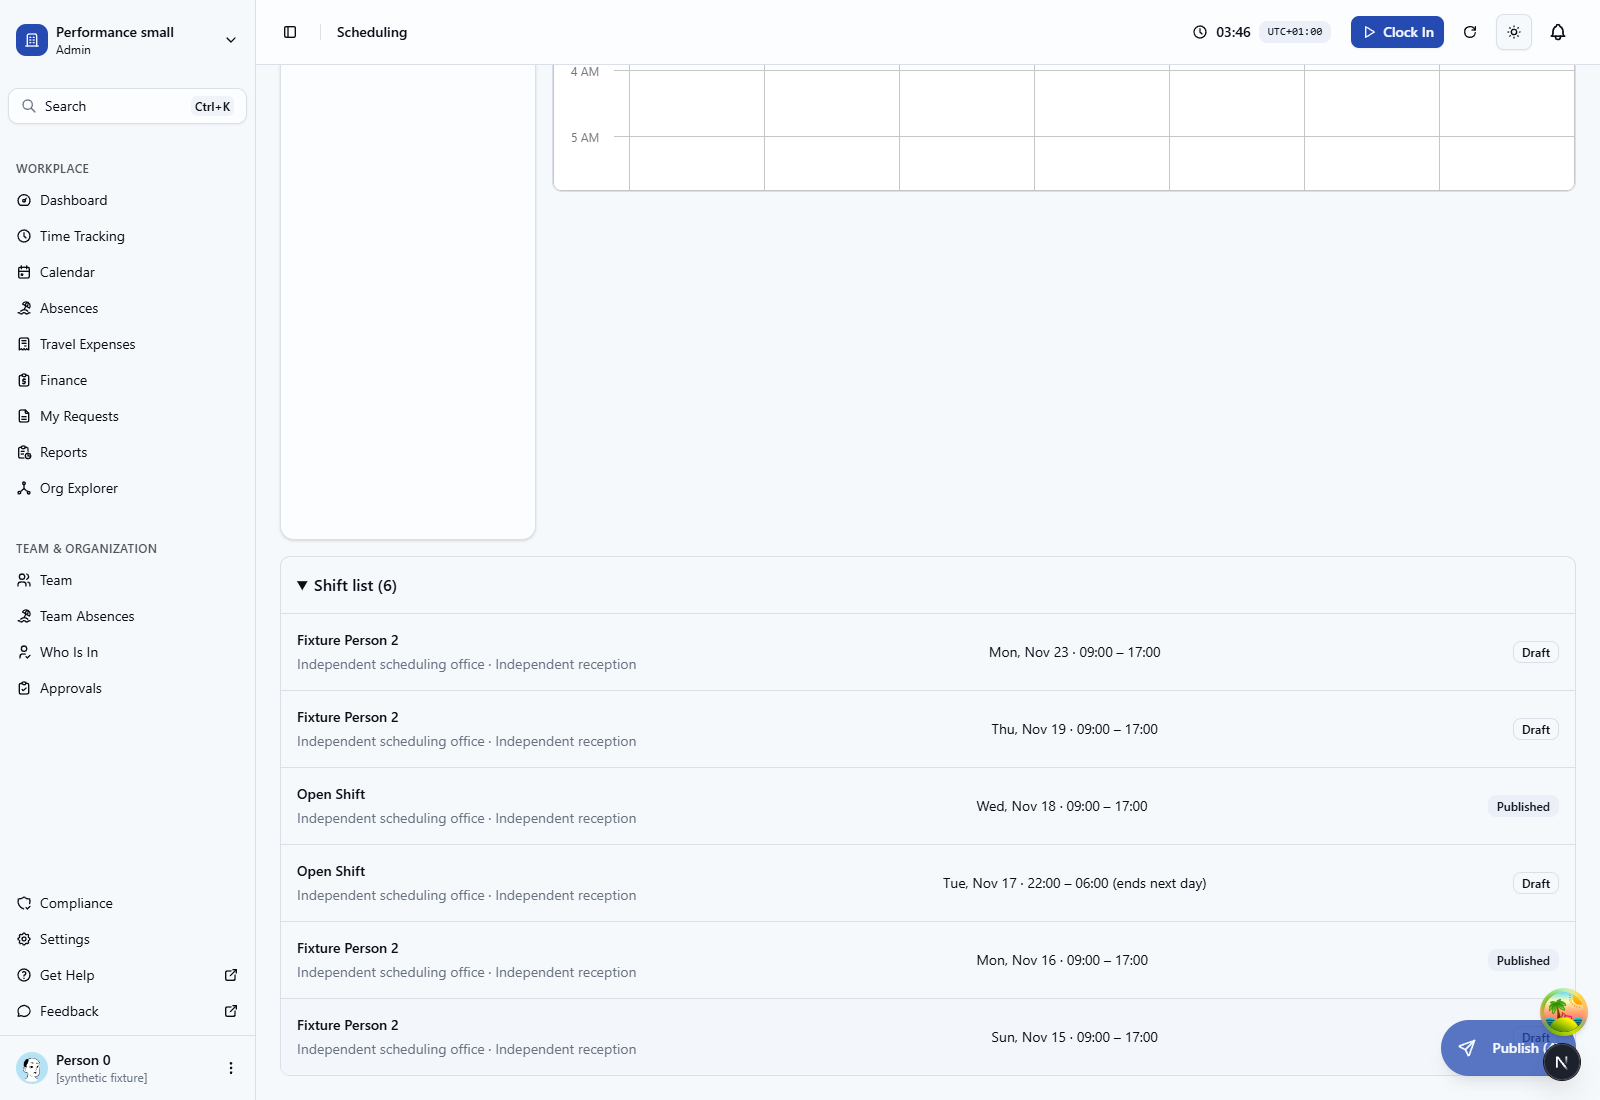 Performance small
Admin
Search
Ctrl+K
WORKPLACE
Dashboard
Time Tracking
Calendar
Absences
Travel Expenses
Finance
My Requests
Reports
Org Explorer
TEAM & ORGANIZATION
Team
Team Absences
Who Is In
Approvals
Compliance
Settings
Get Help
Feedback
Person 0
[synthetic fixture]
Scheduling
03:46
UTC+01:00
Clock In
4 AM
5 AM
Shift list (6)
Fixture Person 2
Independent scheduling office · Independent reception
Mon, Nov 23 · 09:00 – 17:00
Draft
Fixture Person 2
Independent scheduling office · Independent reception
Thu, Nov 19 · 09:00 – 17:00
Draft
Open Shift
Independent scheduling office · Independent reception
Wed, Nov 18 · 09:00 – 17:00
Published
Open Shift
Independent scheduling office · Independent reception
Tue, Nov 17 · 22:00 – 06:00 (ends next day)
Draft
Fixture Person 2
Independent scheduling office · Independent reception
Mon, Nov 16 · 09:00 – 17:00
Published
Fixture Person 2
Independent scheduling office · Independent reception
Sun, Nov 15 · 09:00 – 17:00
Draft
Publish
N